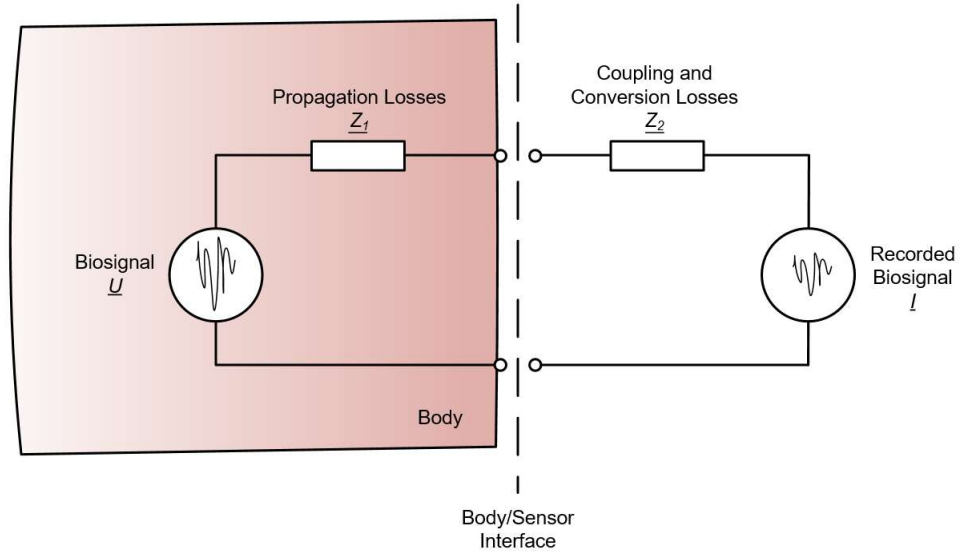 Propagation Losses
Z1
Coupling and
Conversion Losses
Z2
Biosignal
U
Recorded
Biosignal
I
Body
Body/Sensor
Interface